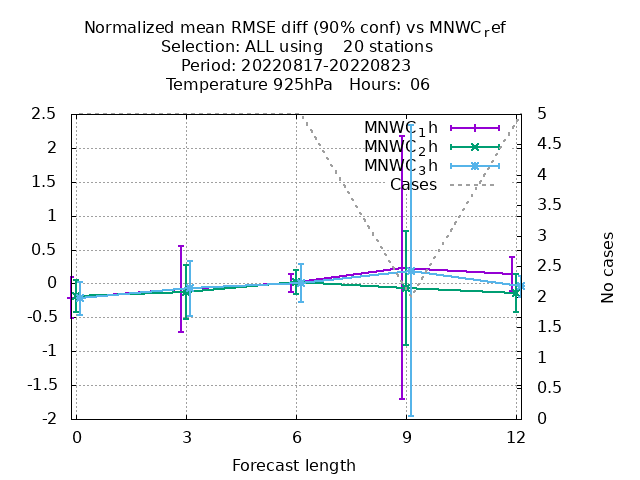 Normalized mean RMSE diff (90% conf) vs MNWC_ref
Selection: ALL using 20 stations
Period: 20220817-20220823
Temperature 925hPa Hours: 06
MNWC_1h
MNWC_2h
MNWC_3h
Cases
2.5
2
1.5
1
0.5
0
-0.5
-1
-1.5
-2
5
4.5
4
3.5
3
2.5
2
1.5
1
0.5
0
No cases
0 3 6 9 12
Forecast length